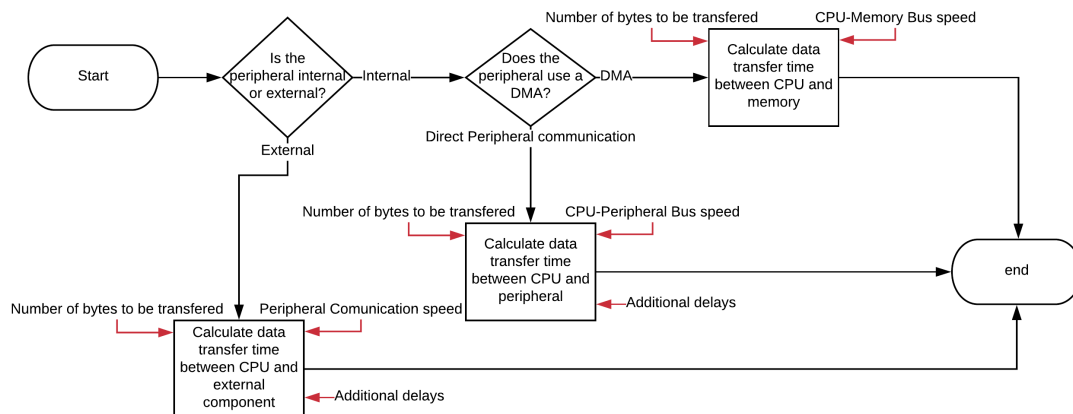 Number of bytes to be transfered
CPU-Memory Bus speed
Start
Is the
peripheral internal
or external?
Internal
Does the
peripheral use a
DMA?
DMA
Calculate data
transfer time
between CPU and
memory
External
Direct Peripheral communication
Number of bytes to be transfered
CPU-Peripheral Bus speed
Calculate data
transfer time
between CPU and
peripheral
Additional delays
end
Number of bytes to be transfered
Peripheral Comunication speed
Calculate data
transfer time
between CPU and
external
component
Additional delays